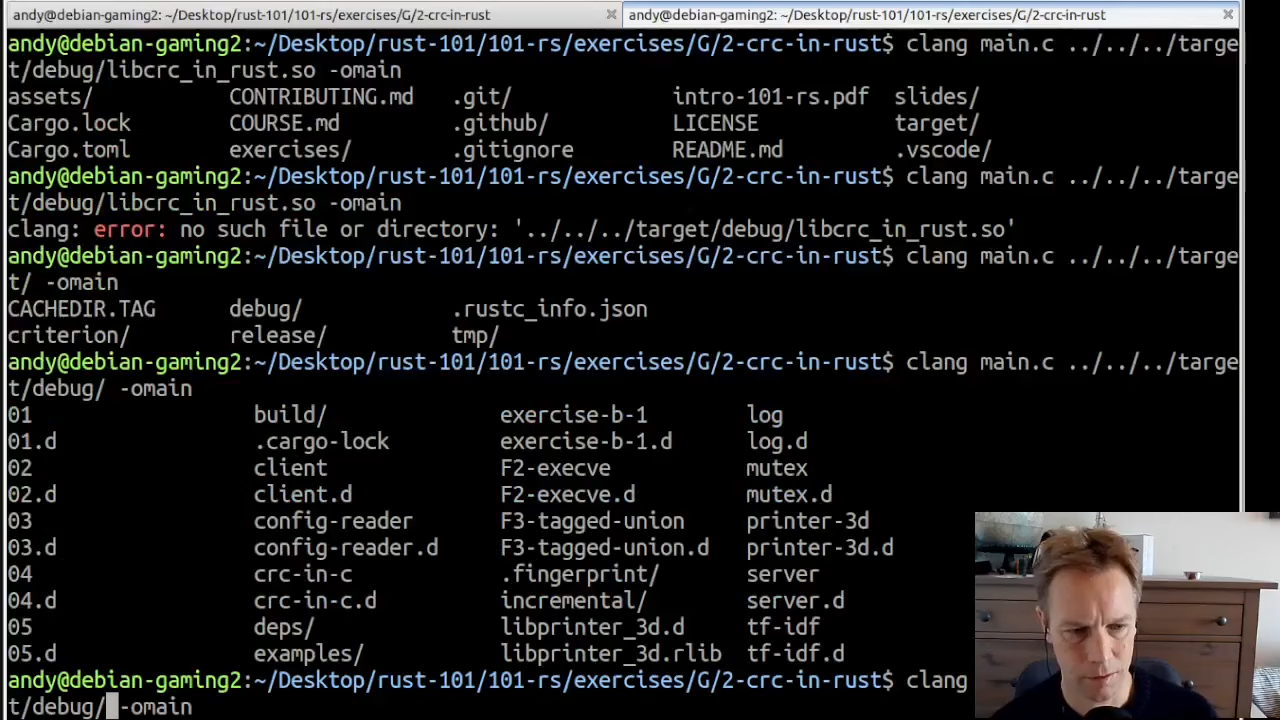 andy@debian-gaming2: ~/Desktop/rust-101/101-rs/exercises/G/2-crc-in-rust × andy@debian-gaming2: ~/Desktop/rust-101/101-rs/exercises/G/2-crc-in-rust ×
andy@debian-gaming2:~/Desktop/rust-101/101-rs/exercises/G/2-crc-in-rust$ clang main.c ../../../targe
t/debug/libcrc_in_rust.so -omain
assets/ CONTRIBUTING.md .git/ intro-101-rs.pdf slides/
Cargo.lock COURSE.md .github/ LICENSE target/
Cargo.toml exercises/ .gitignore README.md .vscode/
andy@debian-gaming2:~/Desktop/rust-101/101-rs/exercises/G/2-crc-in-rust$ clang main.c ../../../targe
t/debug/libcrc_in_rust.so -omain
clang: error: no such file or directory: '../../../target/debug/libcrc_in_rust.so'
andy@debian-gaming2:~/Desktop/rust-101/101-rs/exercises/G/2-crc-in-rust$ clang main.c ../../../targe
t/ -omain
CACHEDIR.TAG debug/ .rustc_info.json
criterion/ release/ tmp/
andy@debian-gaming2:~/Desktop/rust-101/101-rs/exercises/G/2-crc-in-rust$ clang main.c ../../../targe
t/debug/ -omain
01 build/ exercise-b-1 log
01.d .cargo-lock exercise-b-1.d log.d
02 client F2-execve mutex
02.d client.d F2-execve.d mutex.d
03 config-reader F3-tagged-union printer-3d
03.d config-reader.d F3-tagged-union.d printer-3d.d
04 crc-in-c .fingerprint/ server
04.d crc-in-c.d incremental/ server.d
05 deps/ libprinter_3d.d tf-idf
05.d examples/ libprinter_3d.rlib tf-idf.d
andy@debian-gaming2:~/Desktop/rust-101/101-rs/exercises/G/2-crc-in-rust$ clang
t/debug/ -omain